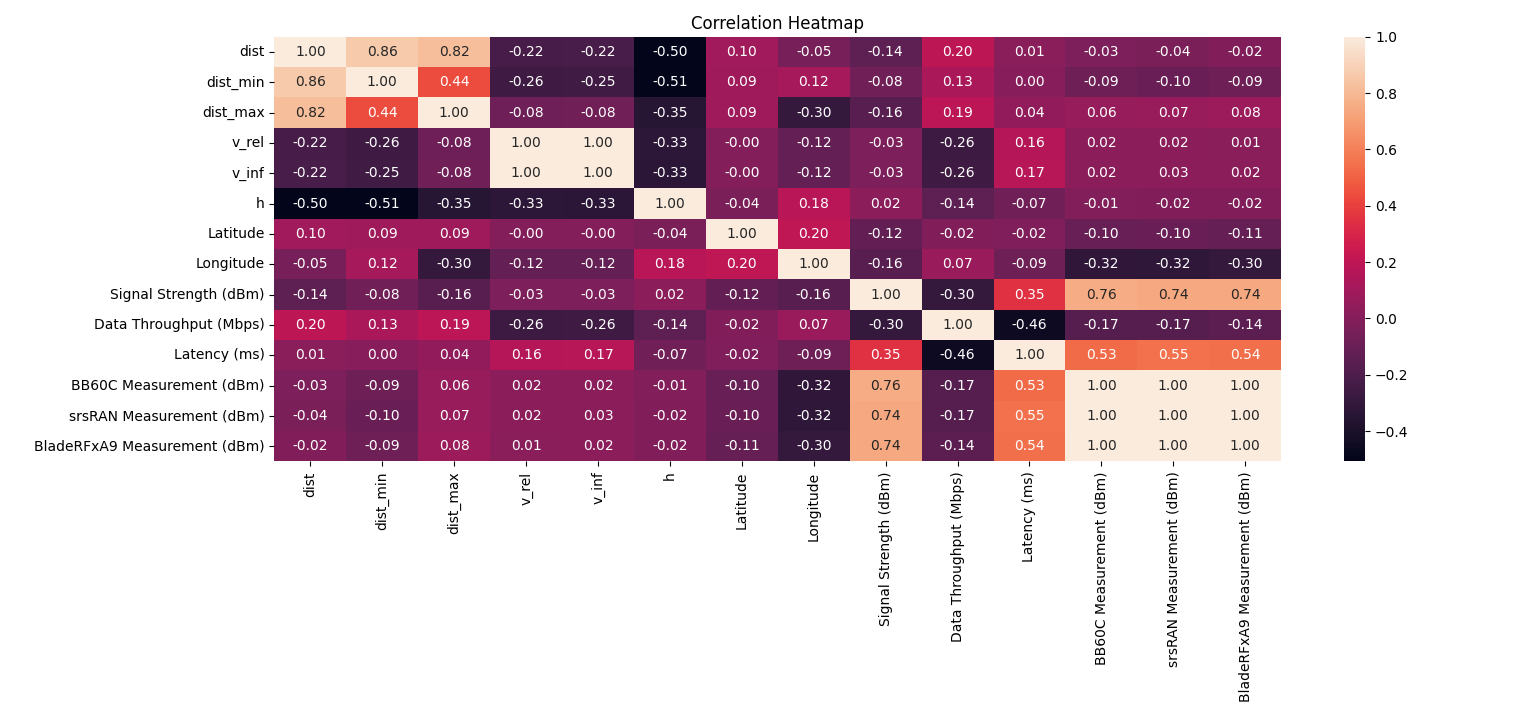 Correlation Heatmap
dist 1.00 0.86 0.82 -0.22 -0.22 -0.50 0.10 -0.05 -0.14 0.20 0.01 -0.03 -0.04 -0.02
dist_min 0.86 1.00 0.44 -0.26 -0.25 -0.51 0.09 0.12 -0.08 0.13 0.00 -0.09 -0.10 -0.09
dist_max 0.82 0.44 1.00 -0.08 -0.08 -0.35 0.09 -0.30 -0.16 0.19 0.04 0.06 0.07 0.08
v_rel -0.22 -0.26 -0.08 1.00 1.00 -0.33 -0.00 -0.12 -0.03 -0.26 0.16 0.02 0.02 0.01
v_inf -0.22 -0.25 -0.08 1.00 1.00 -0.33 -0.00 -0.12 -0.03 -0.26 0.17 0.02 0.03 0.02
h -0.50 -0.51 -0.35 -0.33 -0.33 1.00 -0.04 0.18 0.02 -0.14 -0.07 -0.01 -0.02 -0.02
Latitude 0.10 0.09 0.09 -0.00 -0.00 -0.04 1.00 0.20 -0.12 -0.02 -0.02 -0.10 -0.10 -0.11
Longitude -0.05 0.12 -0.30 -0.12 -0.12 0.18 0.20 1.00 -0.16 0.07 -0.09 -0.32 -0.32 -0.30
Signal Strength (dBm) -0.14 -0.08 -0.16 -0.03 -0.03 0.02 -0.12 -0.16 1.00 -0.30 0.35 0.76 0.74 0.74
Data Throughput (Mbps) 0.20 0.13 0.19 -0.26 -0.26 -0.14 -0.02 0.07 -0.30 1.00 -0.46 -0.17 -0.17 -0.14
Latency (ms) 0.01 0.00 0.04 0.16 0.17 -0.07 -0.02 -0.09 0.35 -0.46 1.00 0.53 0.55 0.54
BB60C Measurement (dBm) -0.03 -0.09 0.06 0.02 0.02 -0.01 -0.10 -0.32 0.76 -0.17 0.53 1.00 1.00 1.00
srsRAN Measurement (dBm) -0.04 -0.10 0.07 0.02 0.03 -0.02 -0.10 -0.32 0.74 -0.17 0.55 1.00 1.00 1.00
BladeRFxA9 Measurement (dBm) -0.02 -0.09 0.08 0.01 0.02 -0.02 -0.11 -0.30 0.74 -0.14 0.54 1.00 1.00 1.00
dist
dist_min
dist_max
v_rel
v_inf
h
Latitude
Longitude
Signal Strength (dBm)
Data Throughput (Mbps)
Latency (ms)
BB60C Measurement (dBm)
srsRAN Measurement (dBm)
BladeRFxA9 Measurement (dBm)
1.0
0.8
0.6
0.4
0.2
0.0
−0.2
−0.4